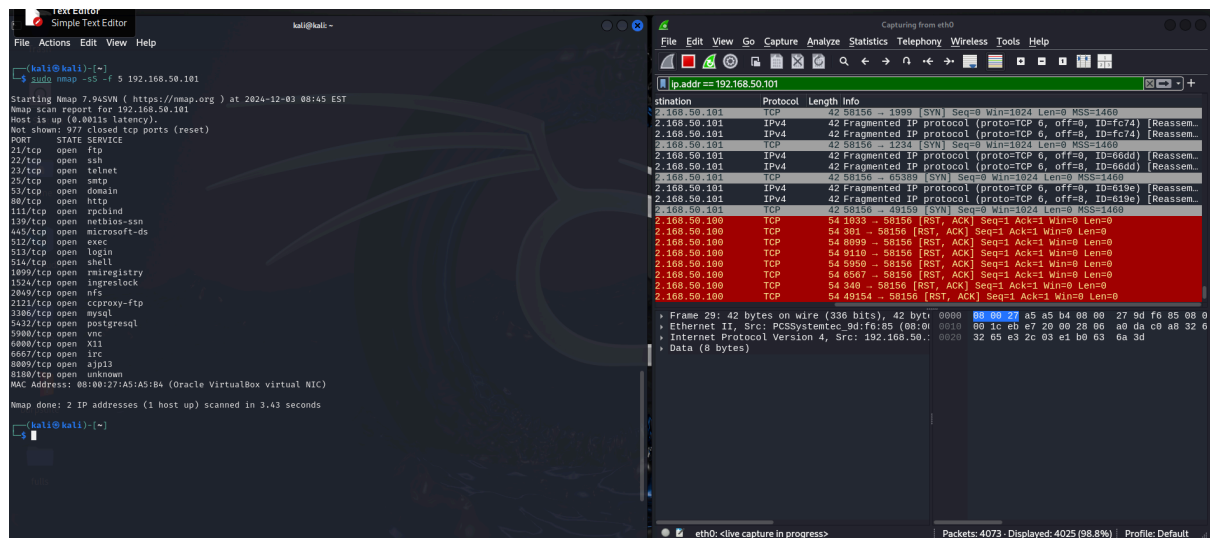 Text Editor
Simple Text Editor
kali@kali: ~
File Actions Edit View Help
(kali㉿kali)-[~]
$ sudo nmap -sS -f 5 192.168.50.101
Starting Nmap 7.94SVN ( https://nmap.org ) at 2024-12-03 08:45 EST
Nmap scan report for 192.168.50.101
Host is up (0.0011s latency).
Not shown: 977 closed tcp ports (reset)
PORT STATE SERVICE
21/tcp open ftp
22/tcp open ssh
23/tcp open telnet
25/tcp open smtp
53/tcp open domain
80/tcp open http
111/tcp open rpcbind
139/tcp open netbios-ssn
445/tcp open microsoft-ds
512/tcp open exec
513/tcp open login
514/tcp open shell
1099/tcp open rmiregistry
1524/tcp open ingreslock
2049/tcp open nfs
2121/tcp open ccproxy-ftp
3306/tcp open mysql
5432/tcp open postgresql
5900/tcp open vnc
6000/tcp open X11
6667/tcp open irc
8009/tcp open ajp13
8180/tcp open unknown
MAC Address: 08:00:27:A5:A5:B4 (Oracle VirtualBox virtual NIC)
Nmap done: 2 IP addresses (1 host up) scanned in 3.43 seconds
(kali㉿kali)-[~]
$
Capturing from eth0
File Edit View Go Capture Analyze Statistics Telephony Wireless Tools Help
ip.addr == 192.168.50.101
stination Protocol Length Info
2.168.50.101 TCP 42 58156 → 1999 [SYN] Seq=0 Win=1024 Len=0 MSS=1460
2.168.50.101 IPv4 42 Fragmented IP protocol (proto=TCP 6, off=0, ID=fc74) [Reassem…
2.168.50.101 IPv4 42 Fragmented IP protocol (proto=TCP 6, off=8, ID=fc74) [Reassem…
2.168.50.101 TCP 42 58156 → 1234 [SYN] Seq=0 Win=1024 Len=0 MSS=1460
2.168.50.101 IPv4 42 Fragmented IP protocol (proto=TCP 6, off=0, ID=66dd) [Reassem…
2.168.50.101 IPv4 42 Fragmented IP protocol (proto=TCP 6, off=8, ID=66dd) [Reassem…
2.168.50.101 TCP 42 58156 → 65389 [SYN] Seq=0 Win=1024 Len=0 MSS=1460
2.168.50.101 IPv4 42 Fragmented IP protocol (proto=TCP 6, off=0, ID=619e) [Reassem…
2.168.50.101 IPv4 42 Fragmented IP protocol (proto=TCP 6, off=8, ID=619e) [Reassem…
2.168.50.101 TCP 42 58156 → 49159 [SYN] Seq=0 Win=1024 Len=0 MSS=1460
2.168.50.100 TCP 54 1033 → 58156 [RST, ACK] Seq=1 Ack=1 Win=0 Len=0
2.168.50.100 TCP 54 301 → 58156 [RST, ACK] Seq=1 Ack=1 Win=0 Len=0
2.168.50.100 TCP 54 8099 → 58156 [RST, ACK] Seq=1 Ack=1 Win=0 Len=0
2.168.50.100 TCP 54 9110 → 58156 [RST, ACK] Seq=1 Ack=1 Win=0 Len=0
2.168.50.100 TCP 54 5950 → 58156 [RST, ACK] Seq=1 Ack=1 Win=0 Len=0
2.168.50.100 TCP 54 6567 → 58156 [RST, ACK] Seq=1 Ack=1 Win=0 Len=0
2.168.50.100 TCP 54 340 → 58156 [RST, ACK] Seq=1 Ack=1 Win=0 Len=0
2.168.50.100 TCP 54 49154 → 58156 [RST, ACK] Seq=1 Ack=1 Win=0 Len=0
Frame 29: 42 bytes on wire (336 bits), 42 byt
Ethernet II, Src: PCSSystemtec_9d:f6:85 (08:0
Internet Protocol Version 4, Src: 192.168.50.
Data (8 bytes)
0000 08 00 27 a5 a5 b4 08 00 27 9d f6 85 08 0
0010 00 1c eb e7 20 00 28 06 a0 da c0 a8 32 6
0020 32 65 e3 2c 03 e1 b0 63 6a 3d
eth0: <live capture in progress>
Packets: 4073 · Displayed: 4025 (98.8%)
Profile: Default